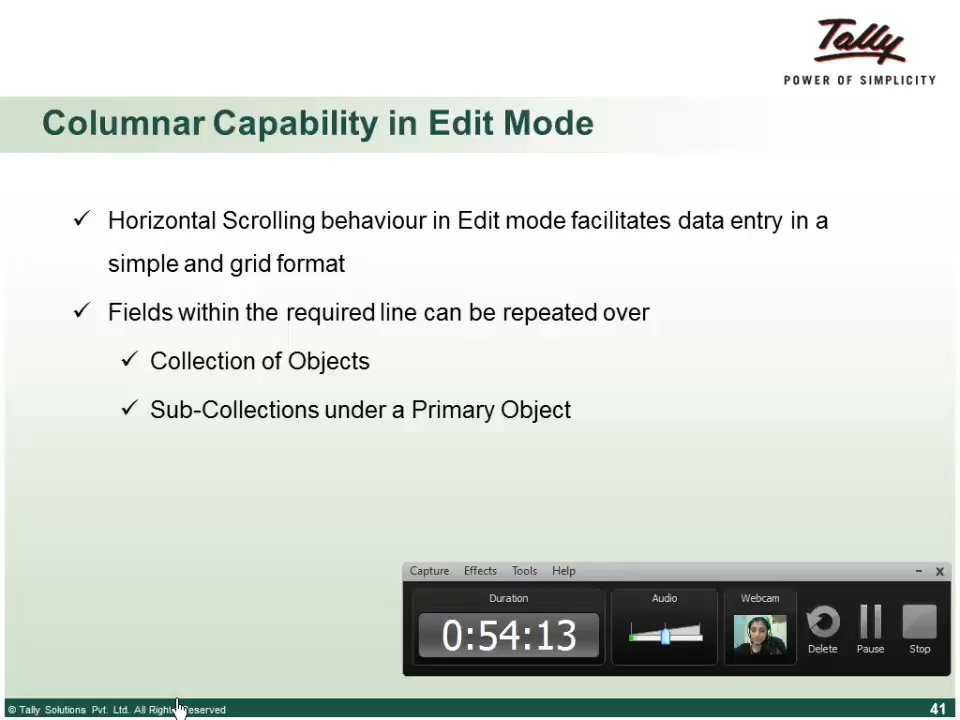 Tally
POWER OF SIMPLICITY
Columnar Capability in Edit Mode
✓ Horizontal Scrolling behaviour in Edit mode facilitates data entry in a
simple and grid format
✓ Fields within the required line can be repeated over
✓ Collection of Objects
✓ Sub-Collections under a Primary Object
Capture Effects Tools Help
Duration Audio Webcam
0:54:13
Delete Pause Stop
© Tally Solutions Pvt. Ltd. All Rights Reserved 41